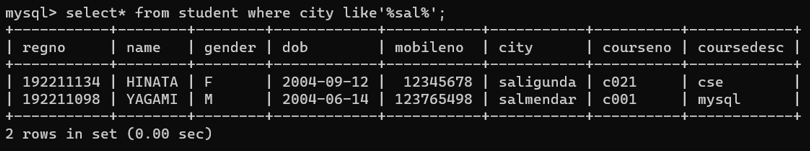 mysql> select* from student where city like'%sal%';
+-----------+--------+--------+------------+-----------+-----------+----------+------------+
| regno     | name   | gender | dob        | mobileno  | city      | courseno | coursedesc |
+-----------+--------+--------+------------+-----------+-----------+----------+------------+
| 192211134 | HINATA | F      | 2004-09-12 |  12345678 | saligunda | c021     | cse        |
| 192211098 | YAGAMI | M      | 2004-06-14 | 123765498 | salmendar | c001     | mysql      |
+-----------+--------+--------+------------+-----------+-----------+----------+------------+
2 rows in set (0.00 sec)